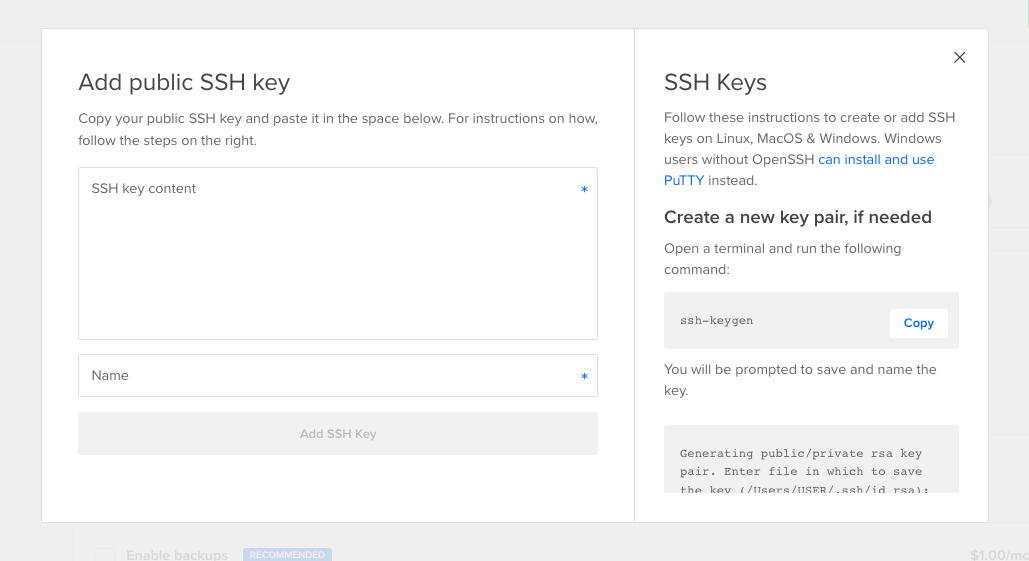 Add public SSH key
Copy your public SSH key and paste it in the space below. For instructions on how,
follow the steps on the right.
SSH key content *
Name *
Add SSH Key
SSH Keys
Follow these instructions to create or add SSH
keys on Linux, MacOS & Windows. Windows
users without OpenSSH can install and use
PuTTY instead.
Create a new key pair, if needed
Open a terminal and run the following
command:
ssh-keygen
Copy
You will be prompted to save and name the
key.
Generating public/private rsa key
pair. Enter file in which to save
the key (/Users/USER/.ssh/id_rsa):
Enable backups RECOMMENDED
$1.00/mo